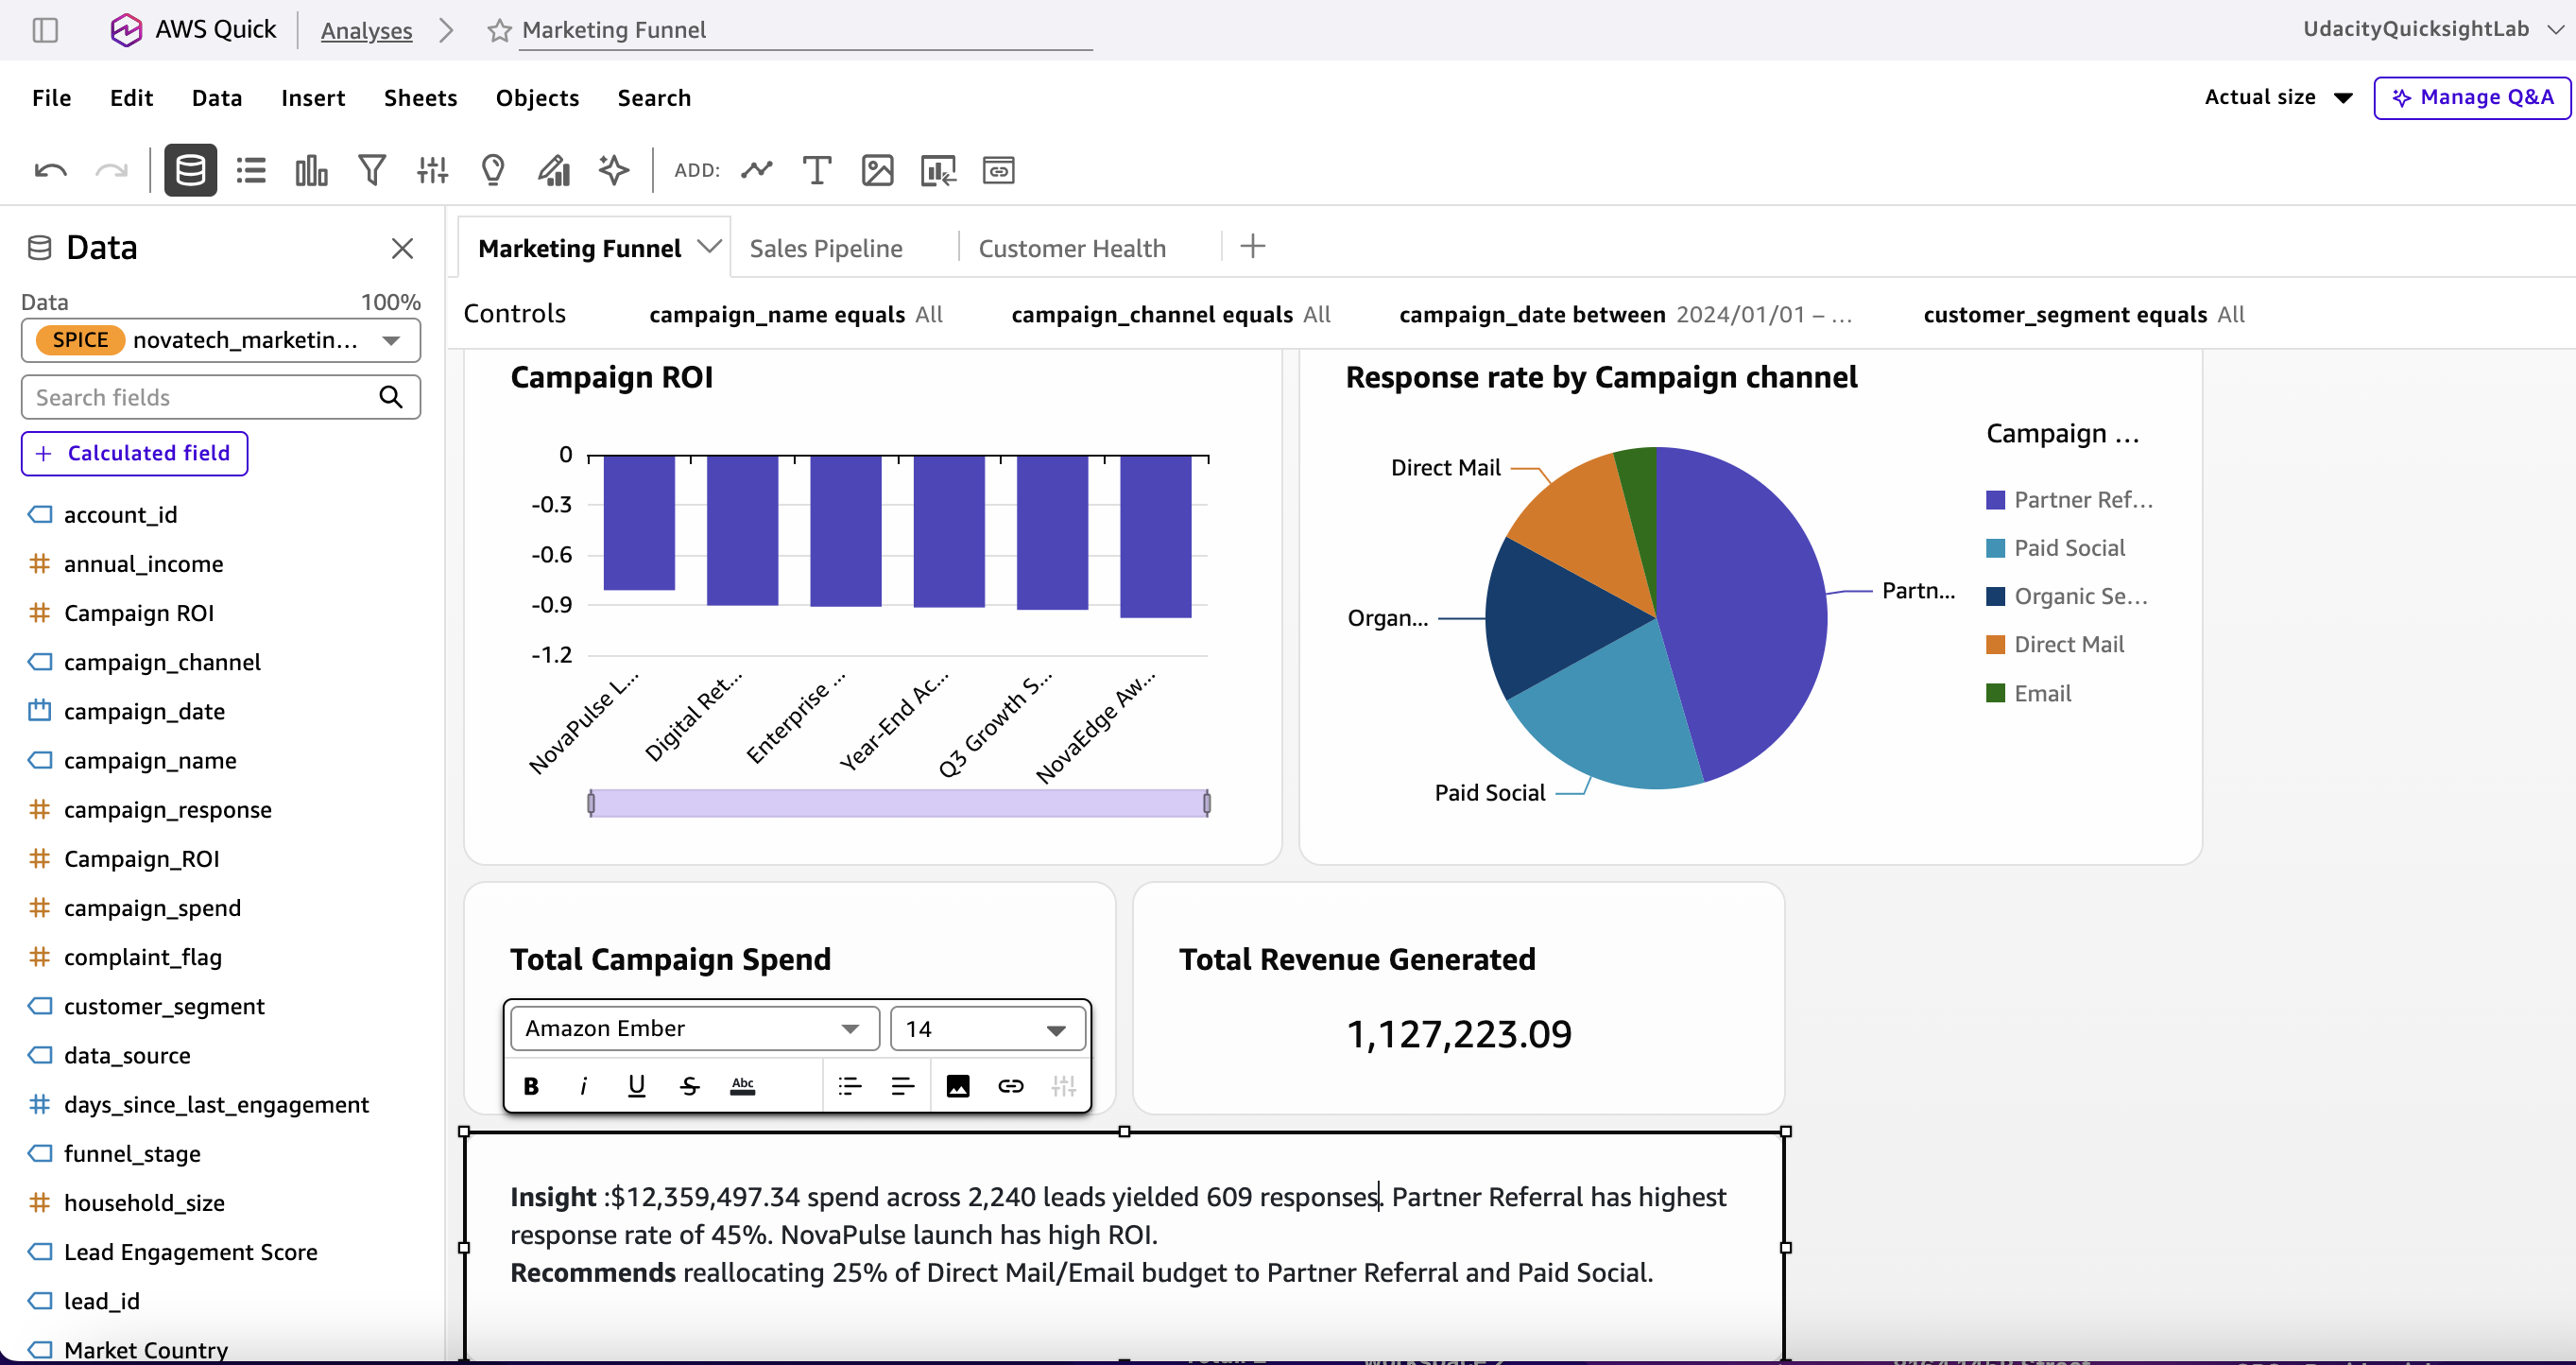 AWS Quick
Analyses
Marketing Funnel
UdacityQuicksightLab
File Edit Data Insert Sheets Objects Search
Actual size
Manage Q&A
ADD:
Data
Data 100%
SPICE novatech_marketin...
Search fields
+ Calculated field
account_id
annual_income
Campaign ROI
campaign_channel
campaign_date
campaign_name
campaign_response
Campaign_ROI
campaign_spend
complaint_flag
customer_segment
data_source
days_since_last_engagement
funnel_stage
household_size
Lead Engagement Score
lead_id
Market Country
Marketing Funnel
Sales Pipeline
Customer Health
Controls
campaign_name equals All
campaign_channel equals All
campaign_date between 2024/01/01 – ...
customer_segment equals All
Campaign ROI
0
-0.3
-0.6
-0.9
-1.2
NovaPulse L...
Digital Ret...
Enterprise ...
Year-End Ac...
Q3 Growth S...
NovaEdge Aw...
Response rate by Campaign channel
Direct Mail
Organ...
Paid Social
Partn...
Campaign ...
Partner Ref...
Paid Social
Organic Se...
Direct Mail
Email
Total Campaign Spend
Amazon Ember
14
B i U S Abc
Total Revenue Generated
1,127,223.09
Insight :$12,359,497.34 spend across 2,240 leads yielded 609 responses. Partner Referral has highest
response rate of 45%. NovaPulse launch has high ROI.
Recommends reallocating 25% of Direct Mail/Email budget to Partner Referral and Paid Social.